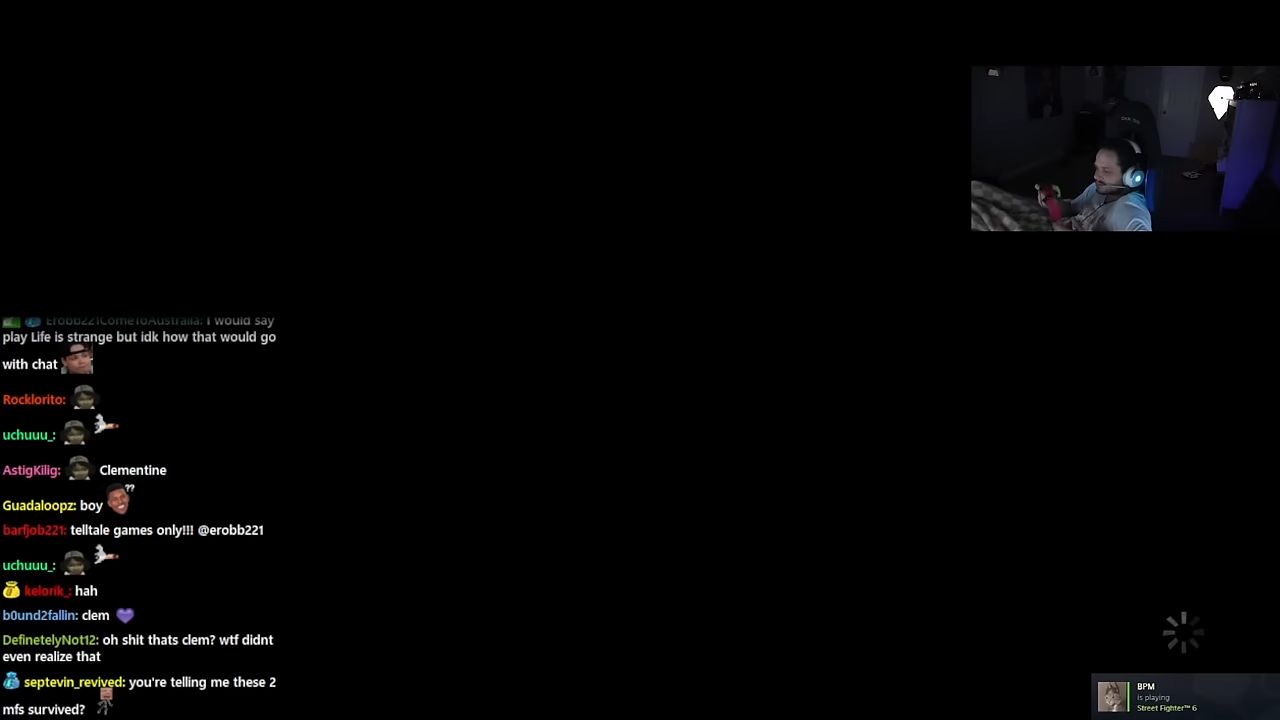 Erobb221ComeToAustralia: I would say
play Life is strange but idk how that would go
with chat
Rocklorito:
uchuuu_:
AstigKilig: Clementine
Guadaloopz: boy ??
barfjob221: telltale games only!!! @erobb221
uchuuu_:
kelorik_: hah
b0und2fallin: clem
DefinetelyNot12: oh shit thats clem? wtf didnt
even realize that
septevin_revived: you're telling me these 2
mfs survived?
BPM
is playing
Street Fighter™ 6